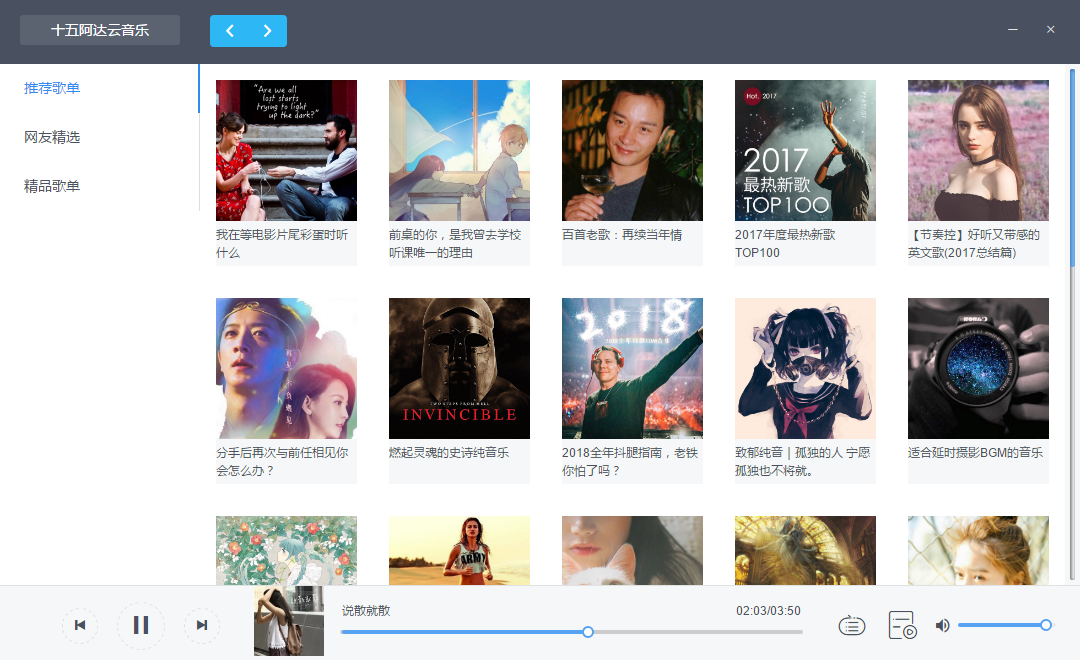 十五阿达云音乐
推荐歌单
网友精选
精品歌单
"Are we all
lost stars
trying to light
up the dark?"
我在等电影片尾彩蛋时听
什么
前桌的你，是我曾去学校
听课唯一的理由
百首老歌：再续当年情
Hot. 2017
2017
最热新歌
TOP100
2017年度最热新歌
TOP100
【节奏控】好听又带感的
英文歌(2017总结篇)
分手后再次与前任相见你
会怎么办？
TWO STEPS FROM HELL
INVINCIBLE
燃起灵魂的史诗纯音乐
2018
2018全年抖腿指南，老铁
你怕了吗？
致郁纯音｜孤独的人 宁愿
孤独也不将就。
适合延时摄影BGM的音乐
ARMY
说散就散
02:03/03:50